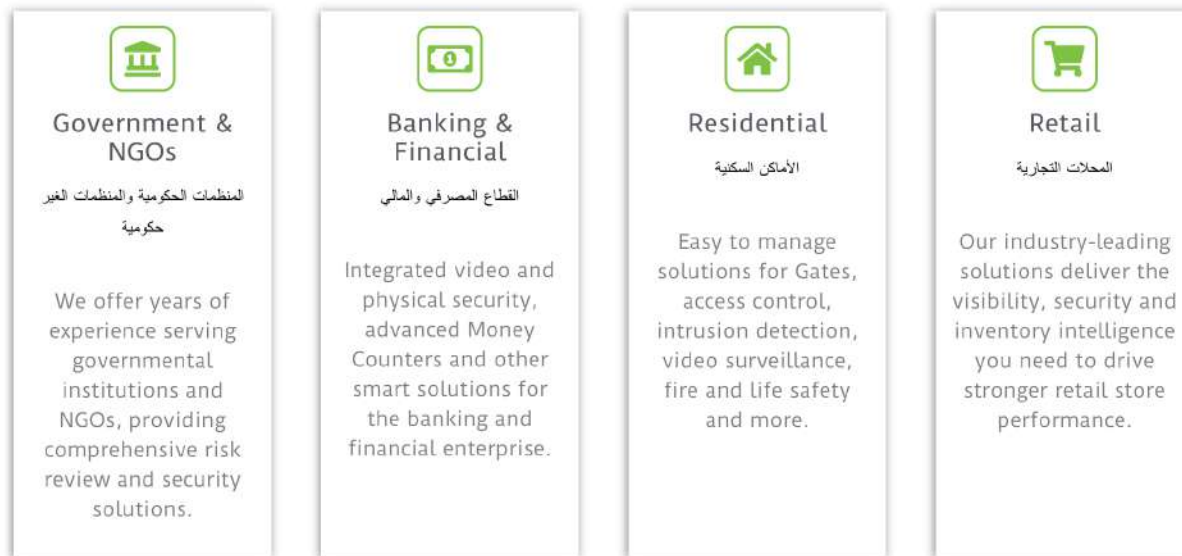 Government &
NGOs
المنظمات الحكومية والمنظمات الغير
حكومية
We offer years of
experience serving
governmental
institutions and
NGOs, providing
comprehensive risk
review and security
solutions.
Banking &
Financial
القطاع المصرفي والمالي
Integrated video and
physical security,
advanced Money
Counters and other
smart solutions for
the banking and
financial enterprise.
Residential
الأماكن السكنية
Easy to manage
solutions for Gates,
access control,
intrusion detection,
video surveillance,
fire and life safety
and more.
Retail
المحلات التجارية
Our industry-leading
solutions deliver the
visibility, security and
inventory intelligence
you need to drive
stronger retail store
performance.